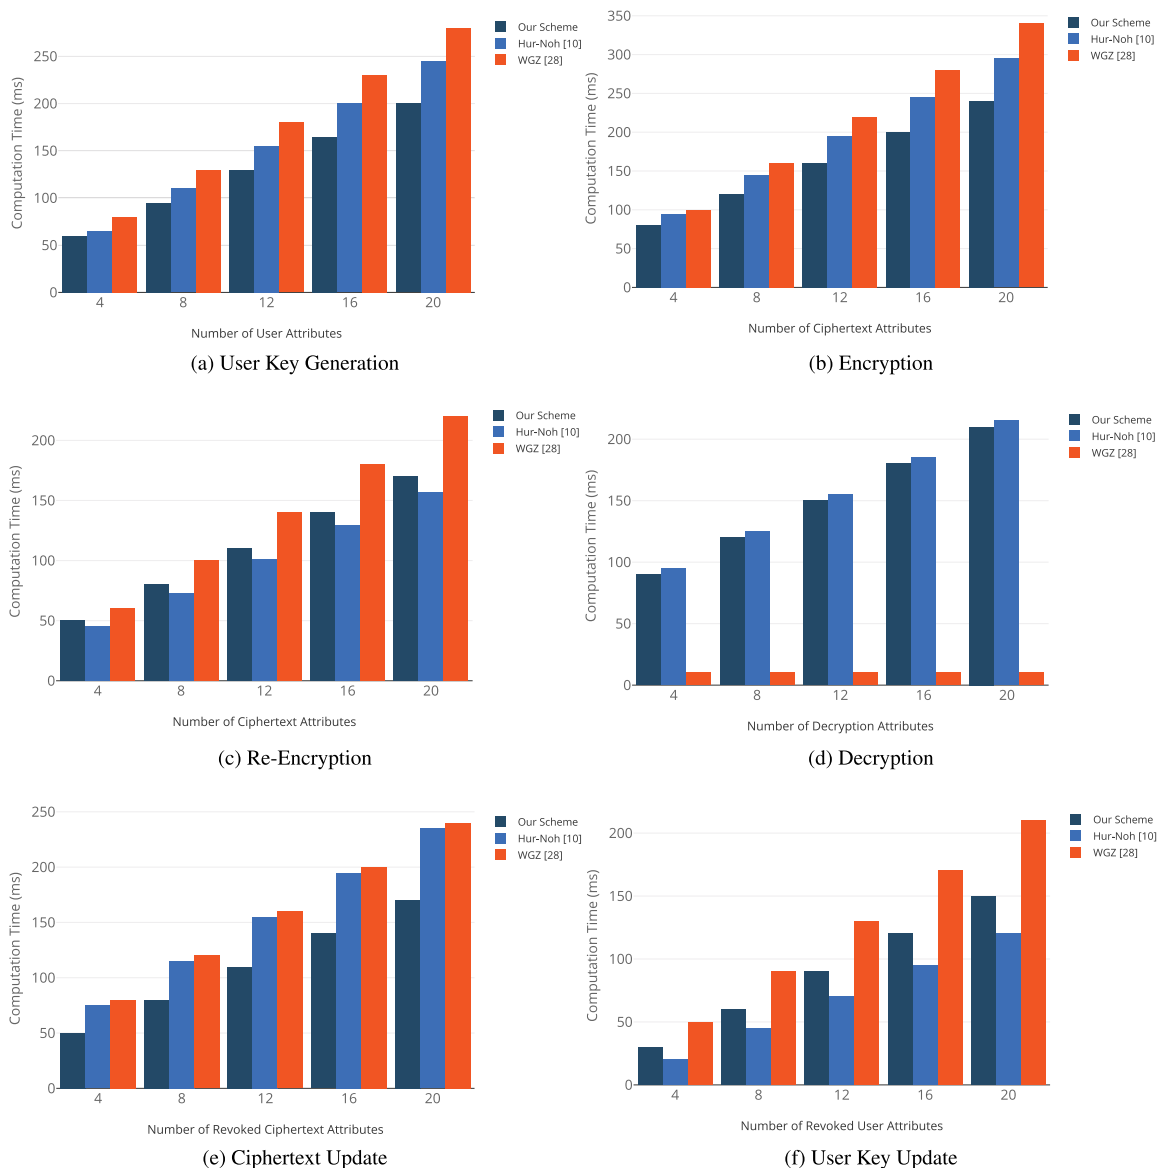 Our Scheme
Hur-Noh [10]
WGZ [28]
Computation Time (ms)
250
200
150
100
50
0
4 8 12 16 20
Number of User Attributes
(a) User Key Generation
Our Scheme
Hur-Noh [10]
WGZ [28]
Computation Time (ms)
350
300
250
200
150
100
50
0
4 8 12 16 20
Number of Ciphertext Attributes
(b) Encryption
Our Scheme
Hur-Noh [10]
WGZ [28]
Computation Time (ms)
200
150
100
50
0
4 8 12 16 20
Number of Ciphertext Attributes
(c) Re-Encryption
Our Scheme
Hur-Noh [10]
WGZ [28]
Computation Time (ms)
200
150
100
50
0
4 8 12 16 20
Number of Decryption Attributes
(d) Decryption
Our Scheme
Hur-Noh [10]
WGZ [28]
Computation Time (ms)
250
200
150
100
50
0
4 8 12 16 20
Number of Revoked Ciphertext Attributes
(e) Ciphertext Update
Our Scheme
Hur-Noh [10]
WGZ [28]
Computation Time (ms)
200
150
100
50
0
4 8 12 16 20
Number of Revoked User Attributes
(f) User Key Update